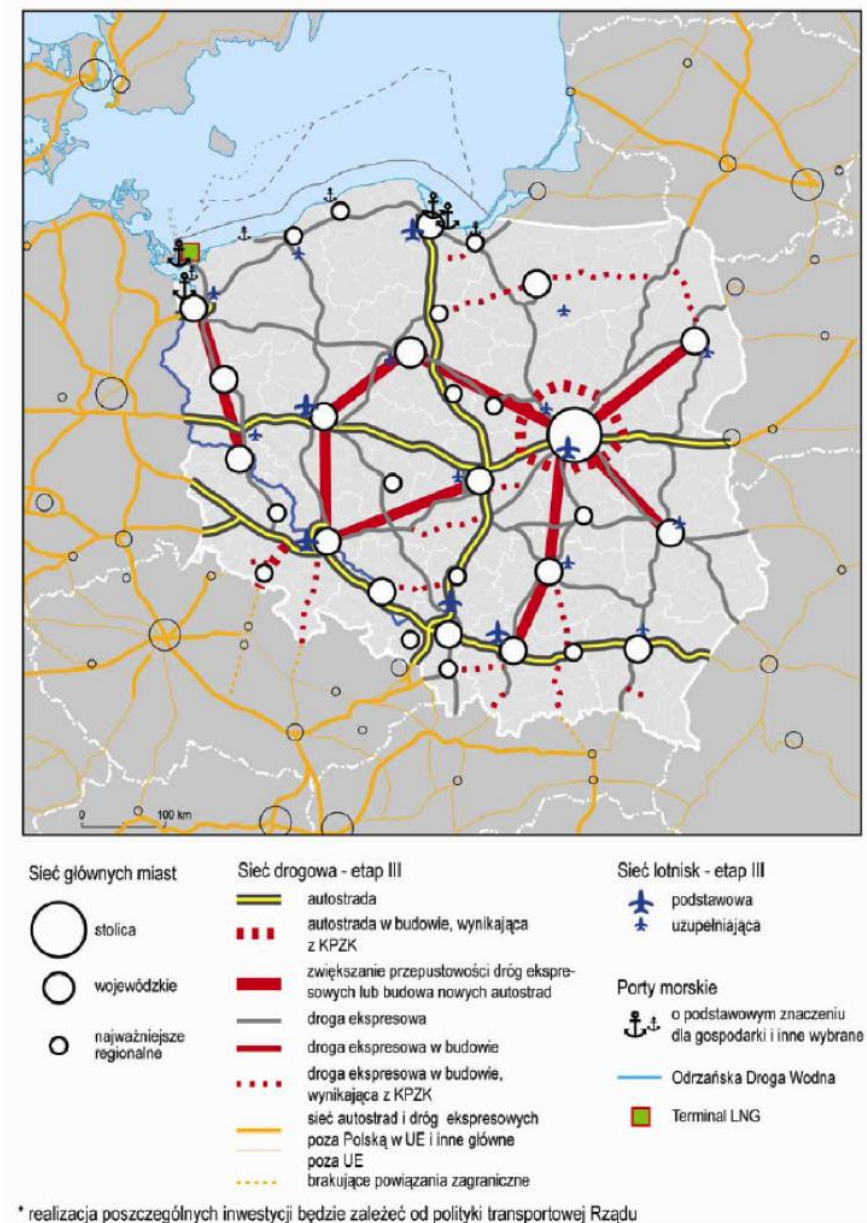 0 100 km
Sieć głównych miast
stolica
wojewódzkie
najważniejsze
regionalne
Sieć drogowa - etap III
autostrada
autostrada w budowie, wynikająca
z KPZK
zwiększanie przepustowości dróg ekspre-
sowych lub budowa nowych autostrad
droga ekspresowa
droga ekspresowa w budowie
droga ekspresowa w budowie,
wynikająca z KPZK
sieć autostrad i dróg ekspresowych
poza Polską w UE i inne główne
poza UE
brakujące powiązania zagraniczne
Sieć lotnisk - etap III
podstawowa
uzupełniająca
Porty morskie
o podstawowym znaczeniu
dla gospodarki i inne wybrane
Odrzańska Droga Wodna
Terminal LNG
* realizacja poszczególnych inwestycji będzie zależeć od polityki transportowej Rządu